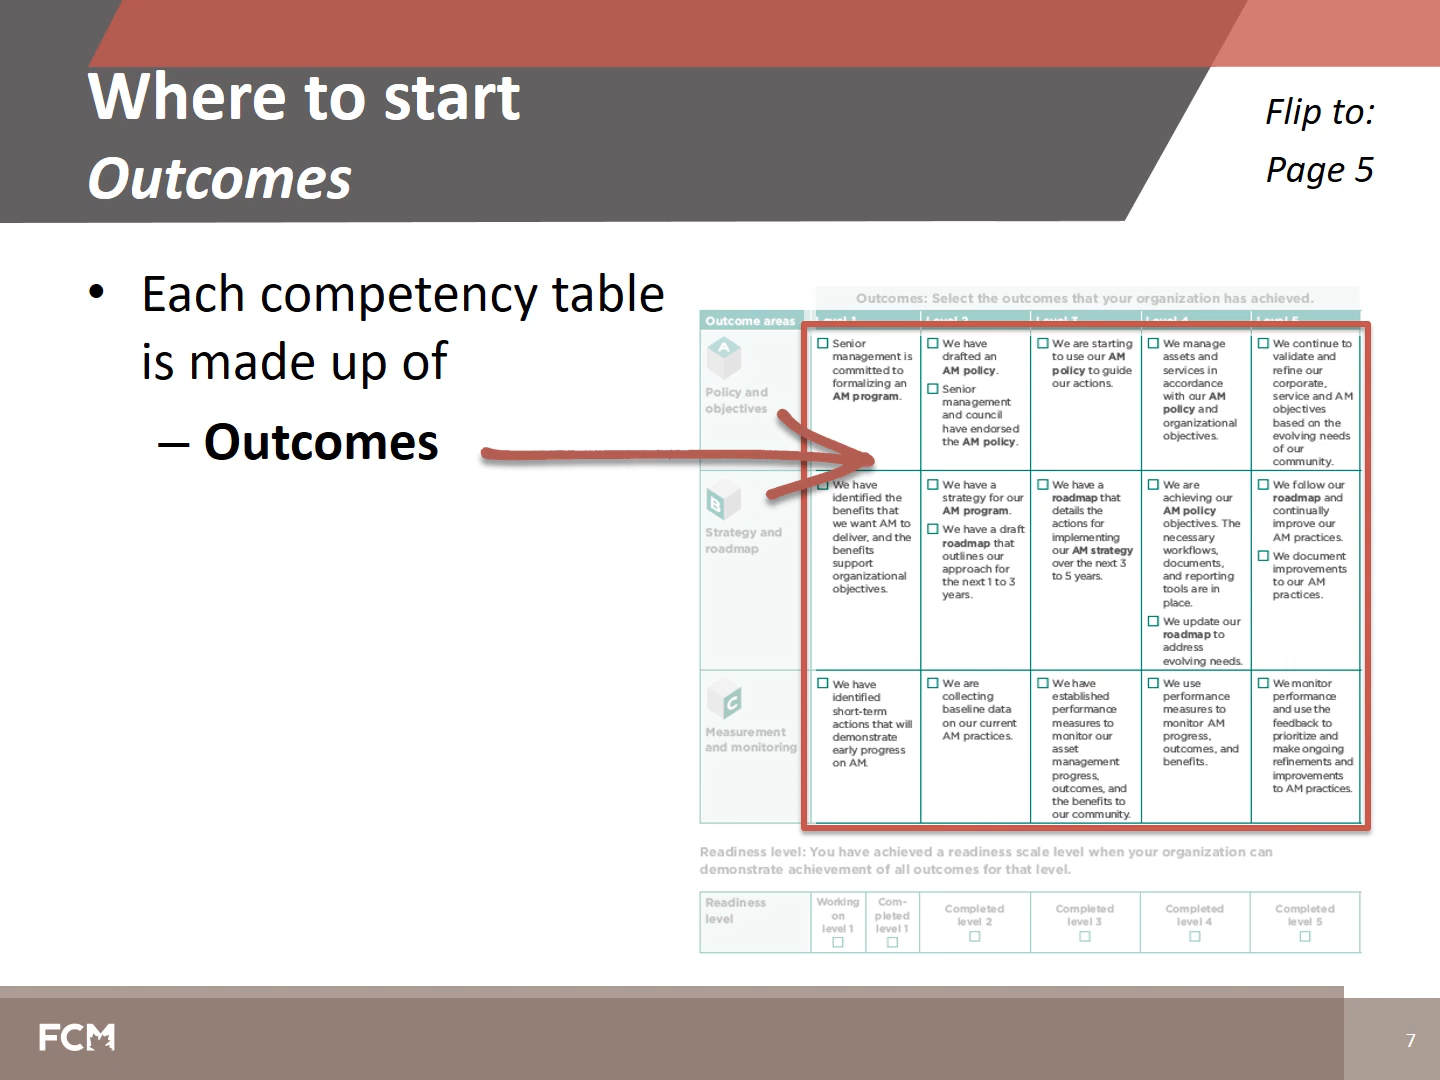 Where to start
Outcomes
Flip to:
Page 5
• Each competency table
is made up of
– Outcomes
Outcomes: Select the outcomes that your organization has achieved.
Outcome areas Level 1 Level 2 Level 3 Level 4 Level 5
A
Policy and
objectives
Senior
management is
committed to
formalizing an
AM program.
We have
drafted an
AM policy.
Senior
management
and council
have endorsed
the AM policy.
We are starting
to use our AM
policy to guide
our actions.
We manage
assets and
services in
accordance
with our AM
policy and
organizational
objectives.
We continue to
validate and
refine our
corporate,
service and AM
objectives
based on the
evolving needs
of our
community.
B
Strategy and
roadmap
We have
identified the
benefits that
we want AM to
deliver, and the
benefits
support
organizational
objectives.
We have a
strategy for our
AM program.
We have a draft
roadmap that
outlines our
approach for
the next 1 to 3
years.
We have a
roadmap that
details the
actions for
implementing
our AM strategy
over the next 3
to 5 years.
We are
achieving our
AM policy
objectives. The
necessary
workflows,
documents,
and reporting
tools are in
place.
We update our
roadmap to
address
evolving needs.
We follow our
roadmap and
continually
improve our
AM practices.
We document
improvements
to our AM
practices.
C
Measurement
and monitoring
We have
identified
short-term
actions that will
demonstrate
early progress
on AM.
We are
collecting
baseline data
on our current
AM practices.
We have
established
performance
measures to
monitor our
asset
management
progress,
outcomes, and
the benefits to
our community.
We use
performance
measures to
monitor AM
progress,
outcomes, and
benefits.
We monitor
performance
and use the
feedback to
prioritize and
make ongoing
refinements and
improvements
to AM practices.
Readiness level: You have achieved a readiness scale level when your organization can
demonstrate achievement of all outcomes for that level.
Readiness
level
Working
on
level 1
Com-
pleted
level 1
Completed
level 2
Completed
level 3
Completed
level 4
Completed
level 5
FCM
7